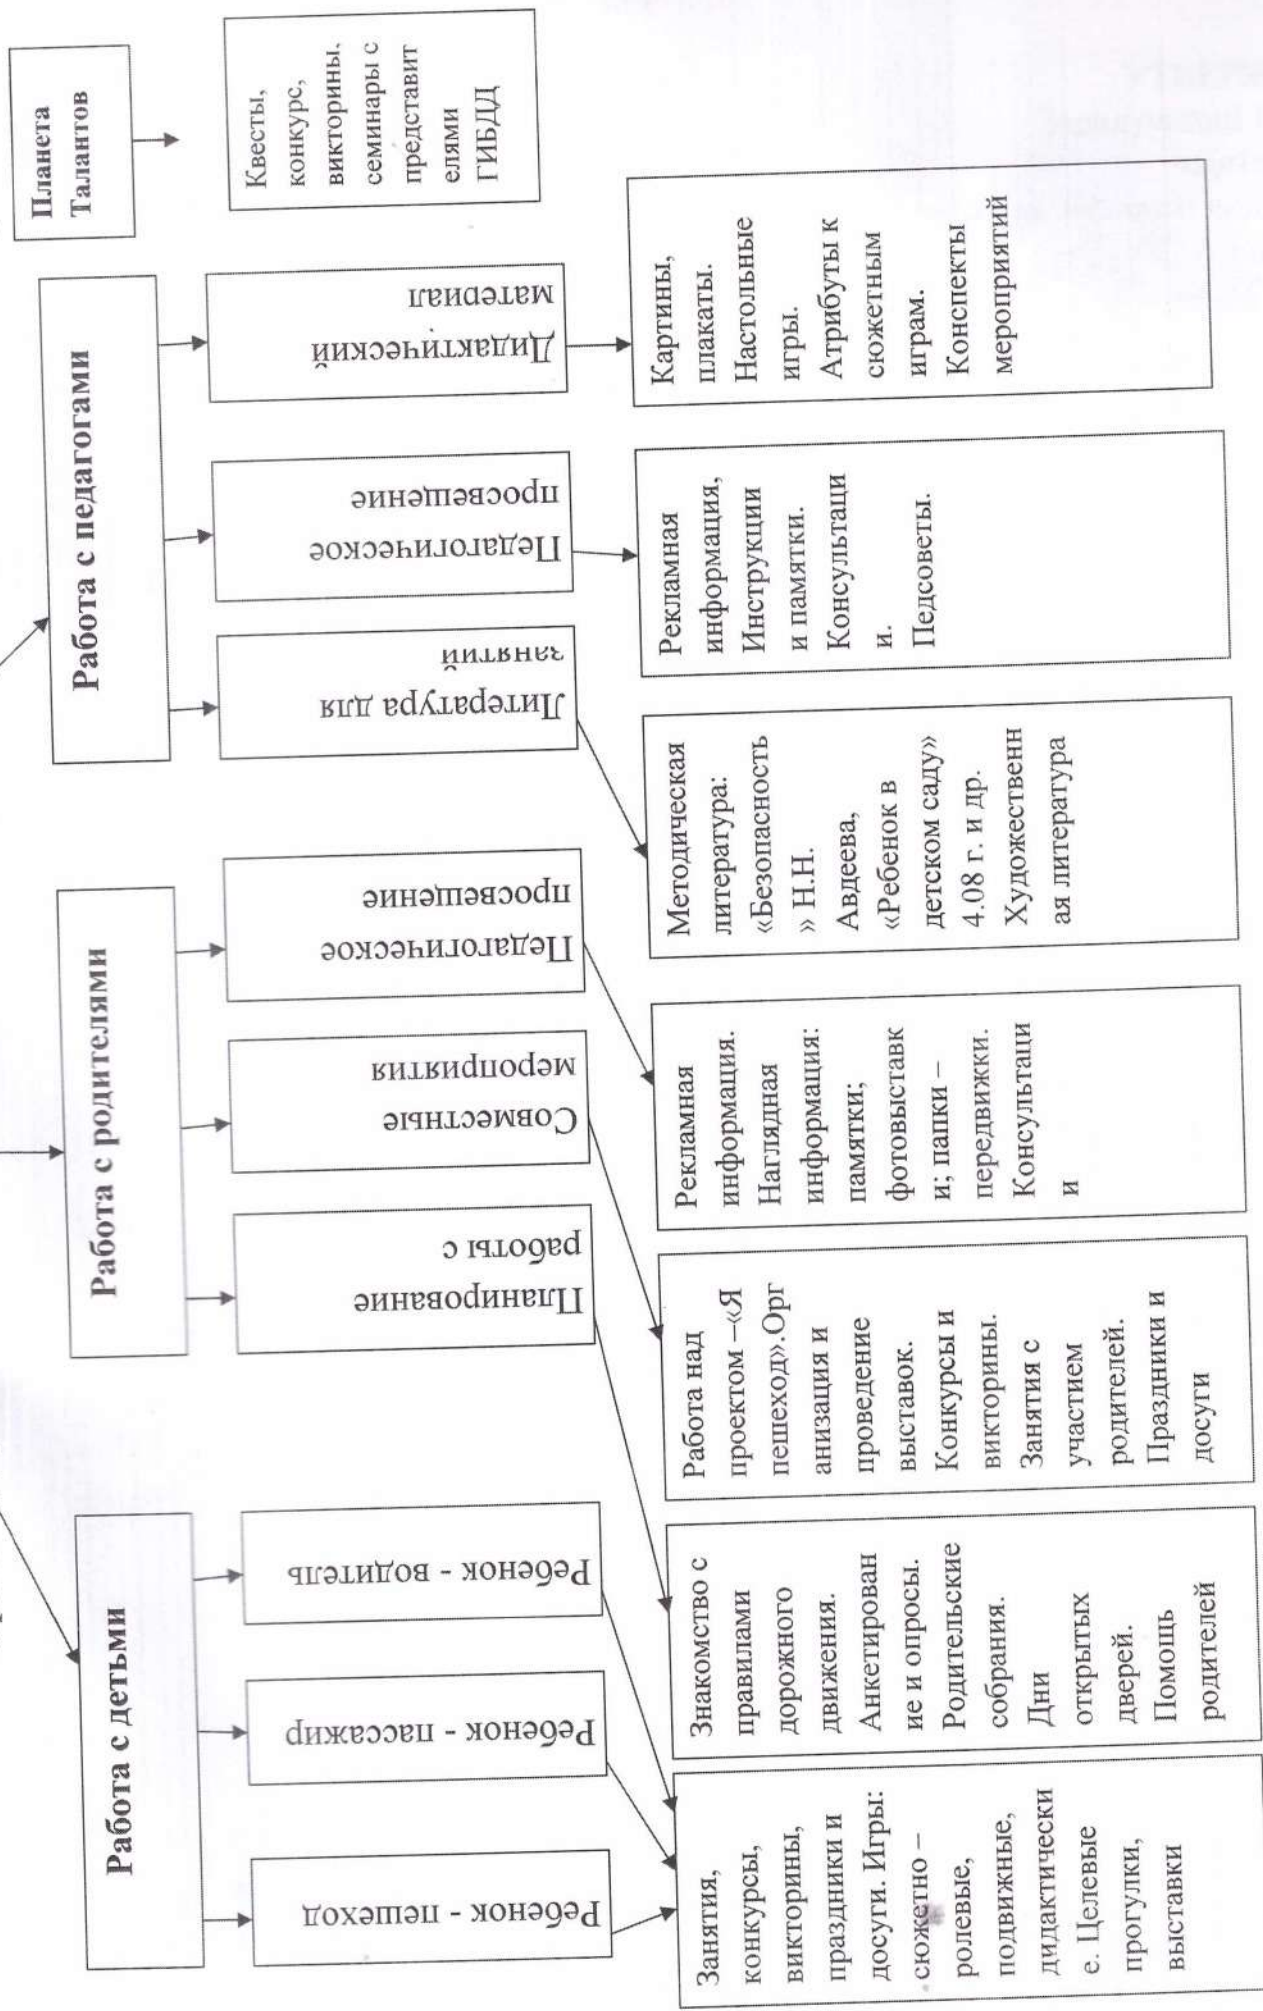 Работа с детьми
Работа с родителями
Работа с педагогами
Планета
Талантов
Ребенок - пешеход
Ребенок - пассажир
Ребенок - водитель
Планирование
работы с
Совместные
мероприятия
Педагогическое
просвещение
Литература для
занятий
Педагогическое
просвещение
Дидактический
материал
Квесты,
конкурс,
викторины.
семинары с
представит
елями
ГИБДД
Занятия,
конкурсы,
викторины,
праздники и
досуги. Игры:
сюжетно –
ролевые,
подвижные,
дидактически
е. Целевые
прогулки,
выставки
Знакомство с
правилами
дорожного
движения.
Анкетирован
ие и опросы.
Родительские
собрания.
Дни
открытых
дверей.
Помощь
родителей
Работа над
проектом –«Я
пешеход».Орг
анизация и
проведение
выставок.
Конкурсы и
викторины.
Занятия с
участием
родителей.
Праздники и
досуги
Рекламная
информация.
Наглядная
информация:
памятки;
фотовыставк
и; папки –
передвижки.
Консультаци
и
Методическая
литература:
«Безопасность
» Н.Н.
Авдеева,
«Ребенок в
детском саду»
4.08 г. и др.
Художественн
ая литература
Рекламная
информация,
Инструкции
и памятки.
Консультаци
и.
Педсоветы.
Картины,
плакаты.
Настольные
игры.
Атрибуты к
сюжетным
играм.
Конспекты
мероприятий